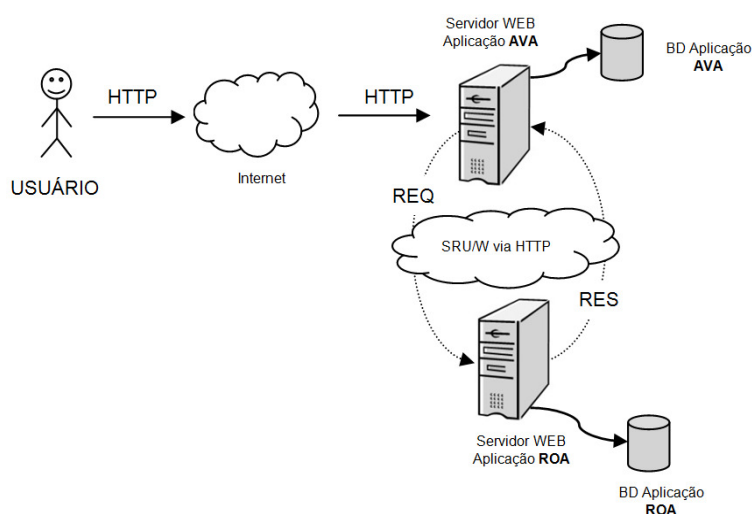 Servidor WEB
Aplicação AVA
BD Aplicação
AVA
HTTP
HTTP
USUÁRIO
Internet
REQ
SRU/W via HTTP
RES
Servidor WEB
Aplicação ROA
BD Aplicação
ROA